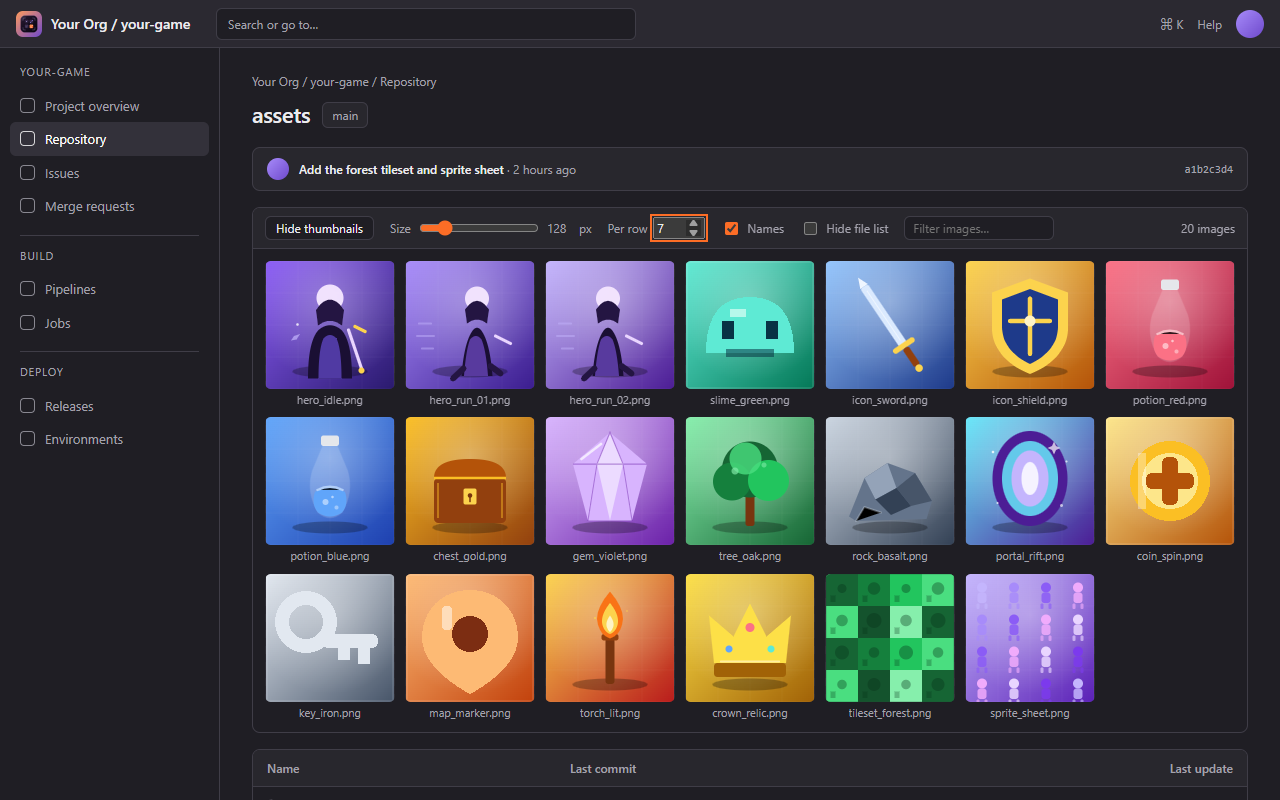 Your Org / your-game
Search or go to...
⌘ K
Help
YOUR-GAME
Project overview
Repository
Issues
Merge requests
BUILD
Pipelines
Jobs
DEPLOY
Releases
Environments
Your Org / your-game / Repository
assets
main
Add the forest tileset and sprite sheet · 2 hours ago
a1b2c3d4
Hide thumbnails
Size
128
px
Per row
7
Names
Hide file list
Filter images...
20 images
hero_idle.png
hero_run_01.png
hero_run_02.png
slime_green.png
icon_sword.png
icon_shield.png
potion_red.png
potion_blue.png
chest_gold.png
gem_violet.png
tree_oak.png
rock_basalt.png
portal_rift.png
coin_spin.png
key_iron.png
map_marker.png
torch_lit.png
crown_relic.png
tileset_forest.png
sprite_sheet.png
Name
Last commit
Last update